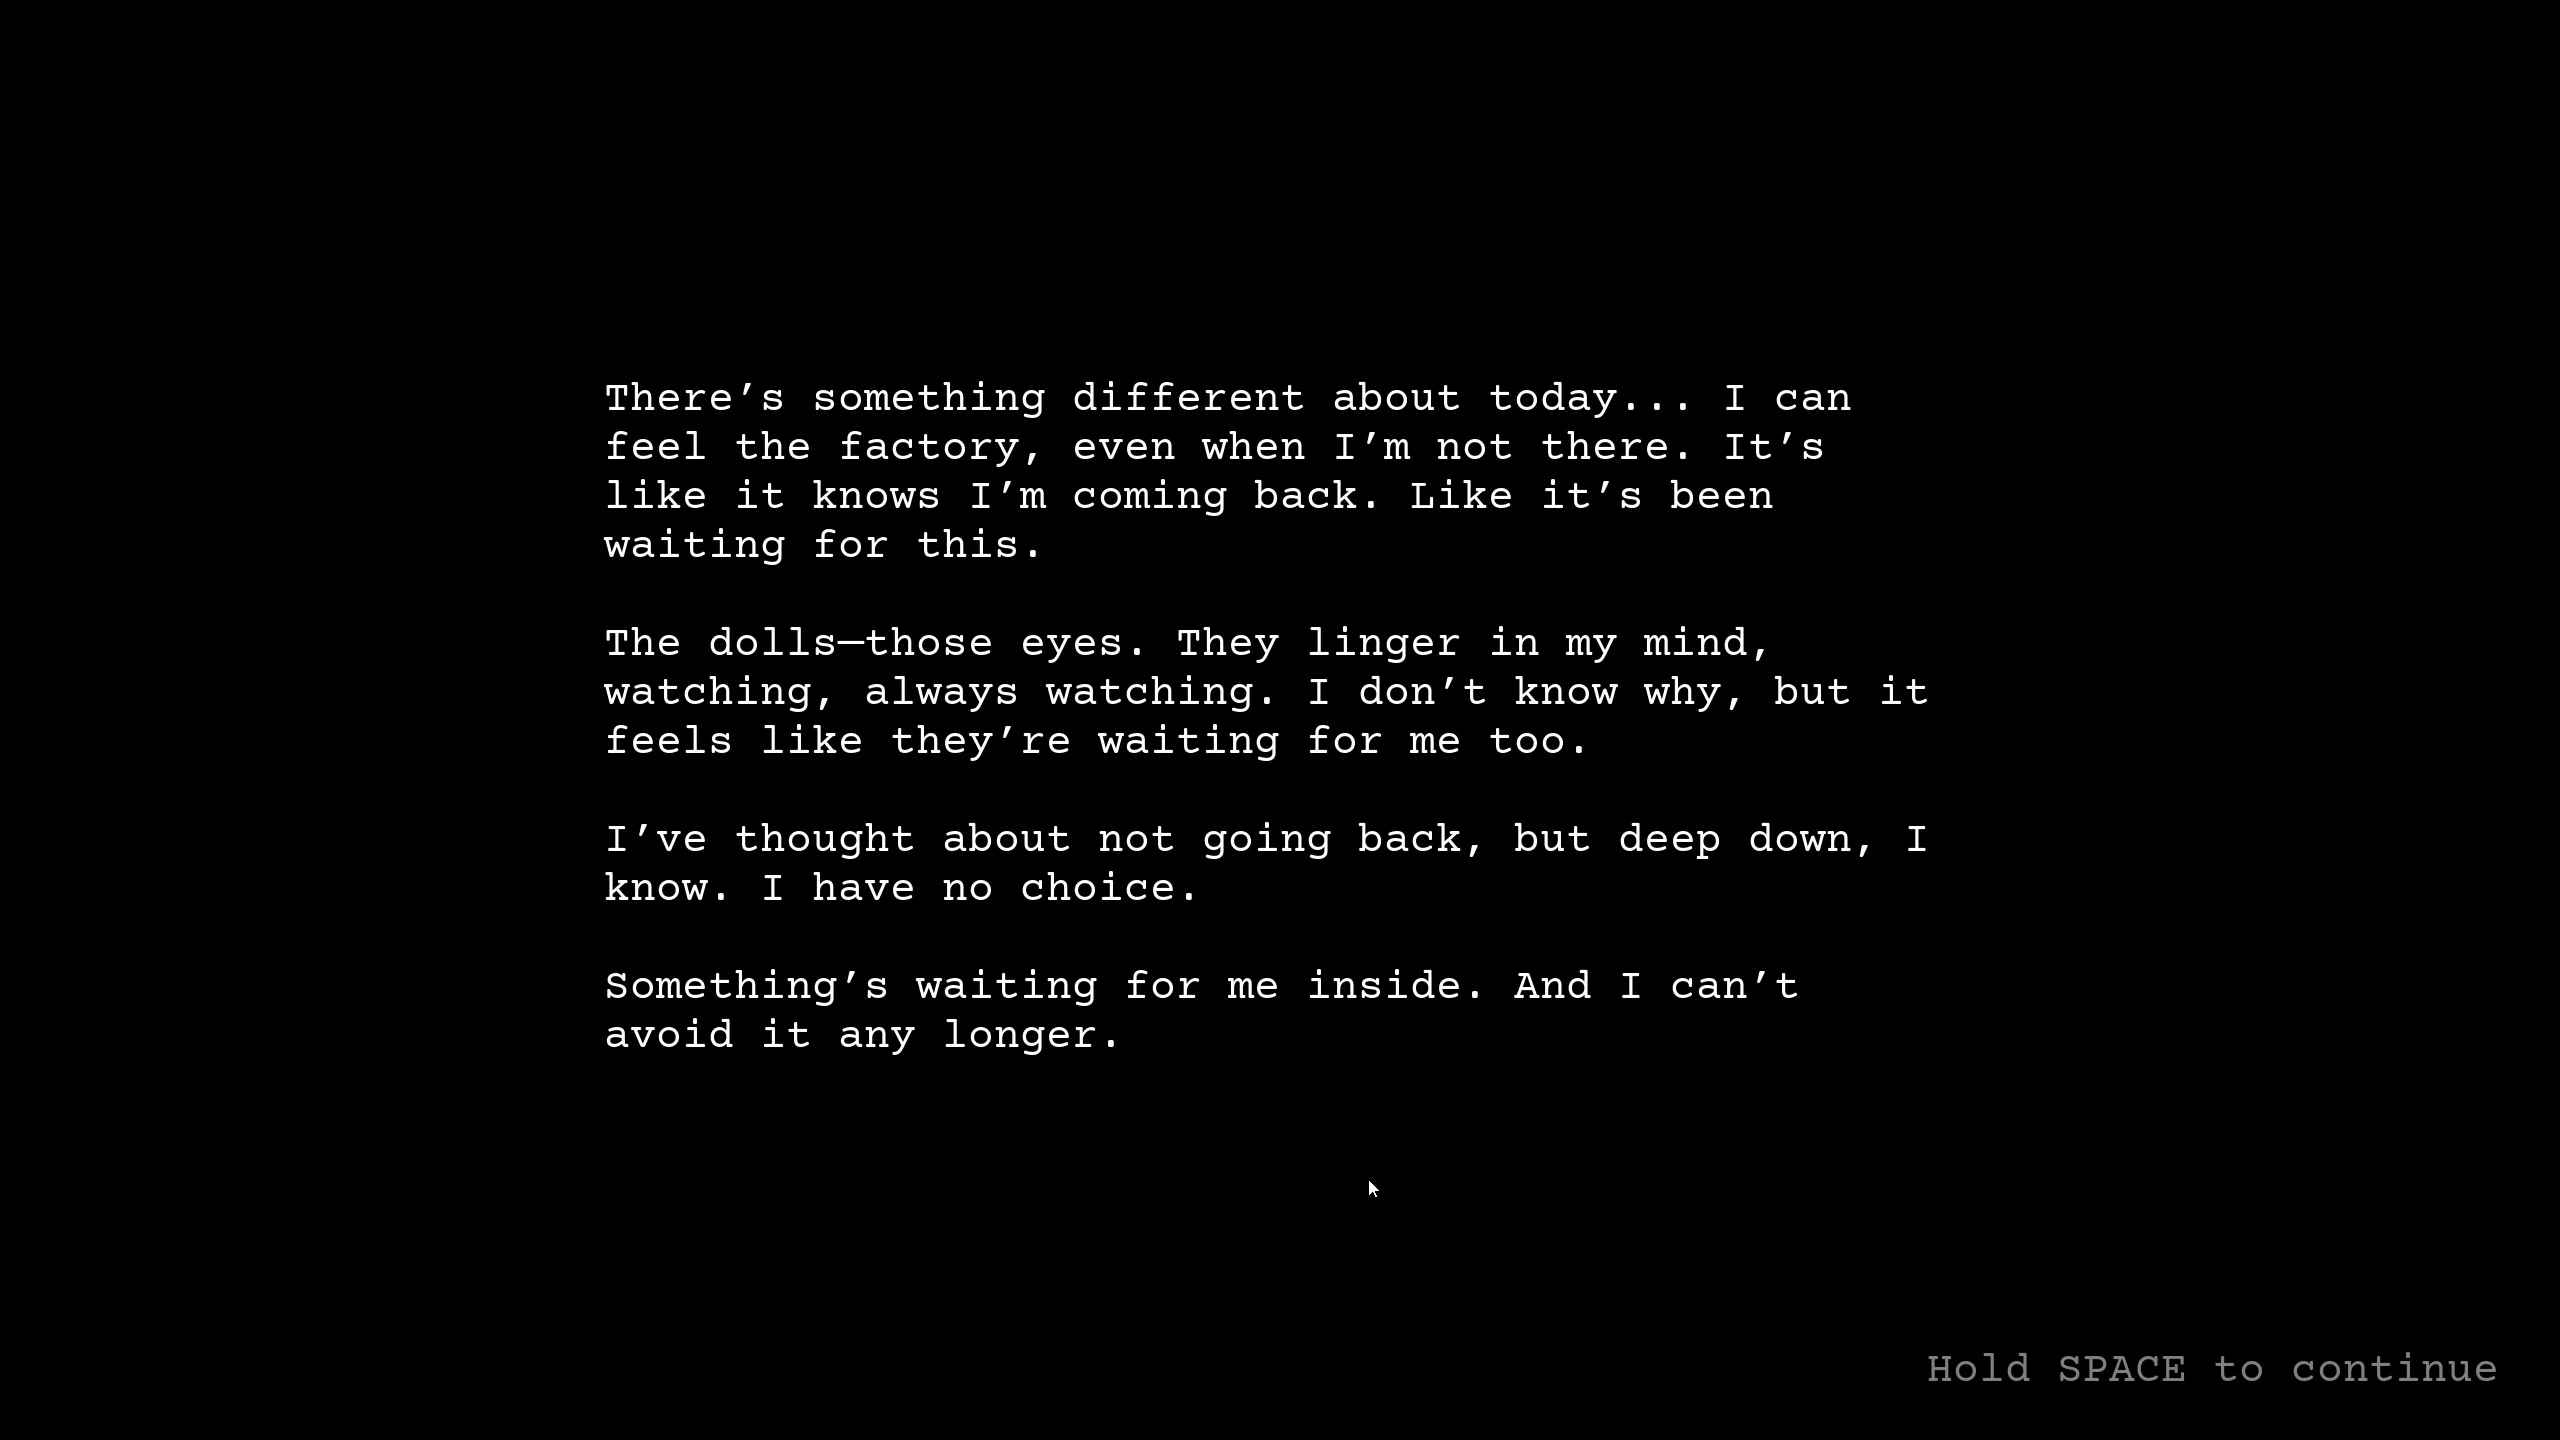 There’s something different about today... I can
feel the factory, even when I’m not there. It’s
like it knows I’m coming back. Like it’s been
waiting for this.
The dolls—those eyes. They linger in my mind,
watching, always watching. I don’t know why, but it
feels like they’re waiting for me too.
I’ve thought about not going back, but deep down, I
know. I have no choice.
Something’s waiting for me inside. And I can’t
avoid it any longer.
Hold SPACE to continue